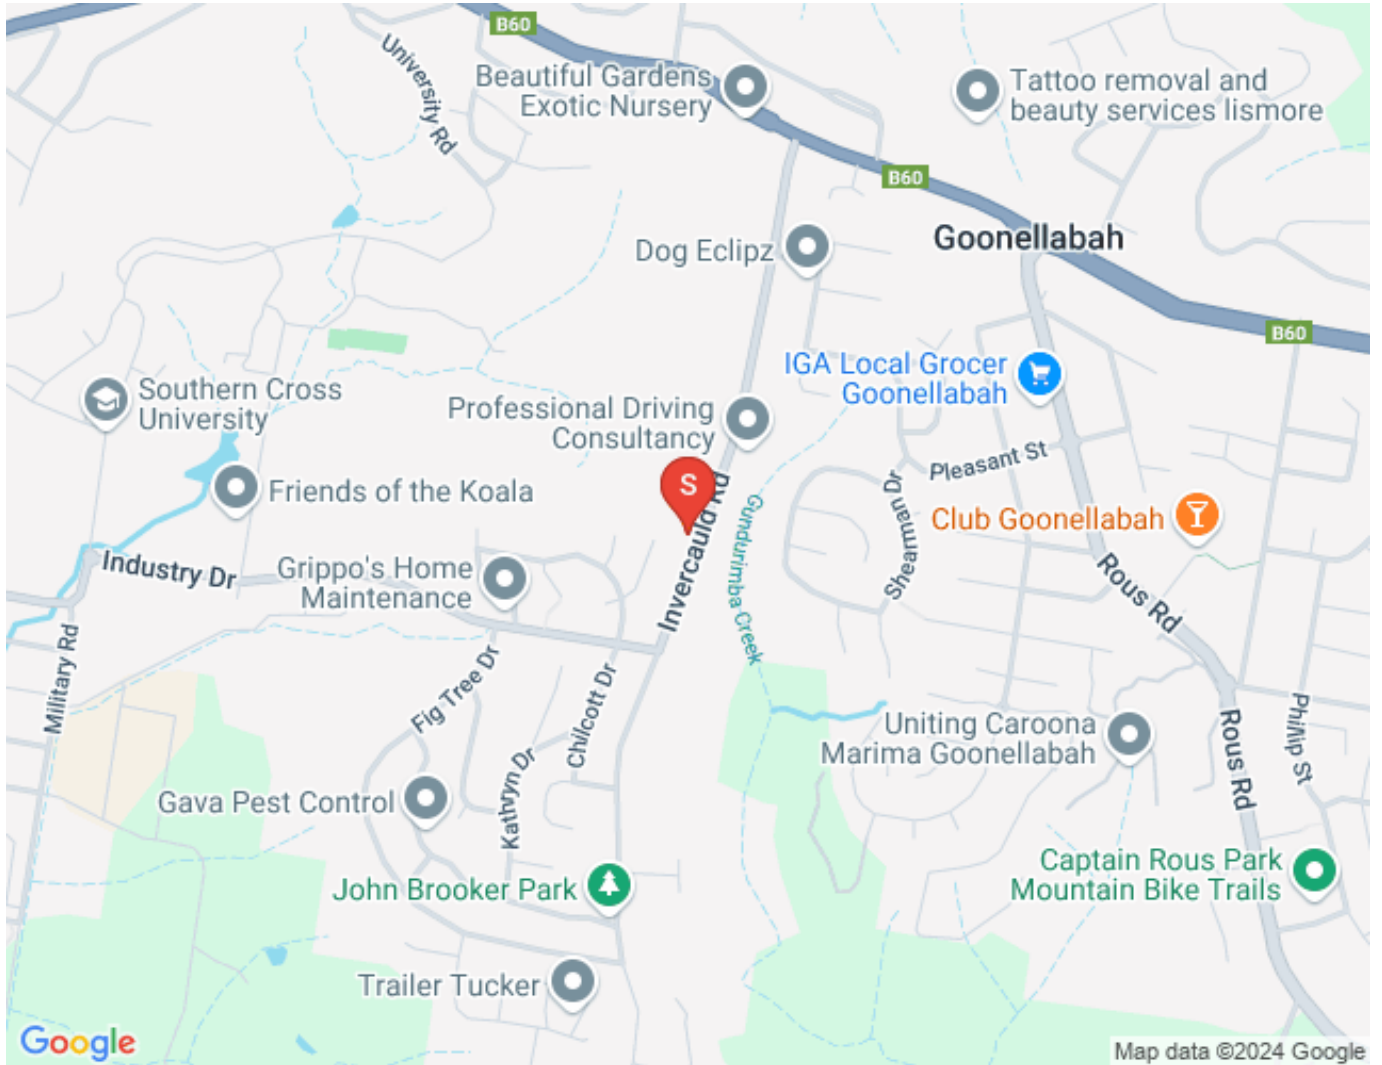 B60
University Rd
Beautiful Gardens
Exotic Nursery
Tattoo removal and
beauty services lismore
B60
Goonellabah
Dog Eclipz
B60
IGA Local Grocer
Goonellabah
Southern Cross
University
Professional Driving
Consultancy
Pleasant St
S
Friends of the Koala
Invercauld Rd
Gundurimba Creek
Shearman Dr
Club Goonellabah
Industry Dr
Grippo's Home
Maintenance
Rous Rd
Military Rd
Fig Tree Dr
Chilcott Dr
Uniting Caroona
Marima Goonellabah
Rous Rd
Phillip St
Kathryn Dr
Gava Pest Control
John Brooker Park
Captain Rous Park
Mountain Bike Trails
Trailer Tucker
Google
Map data ©2024 Google